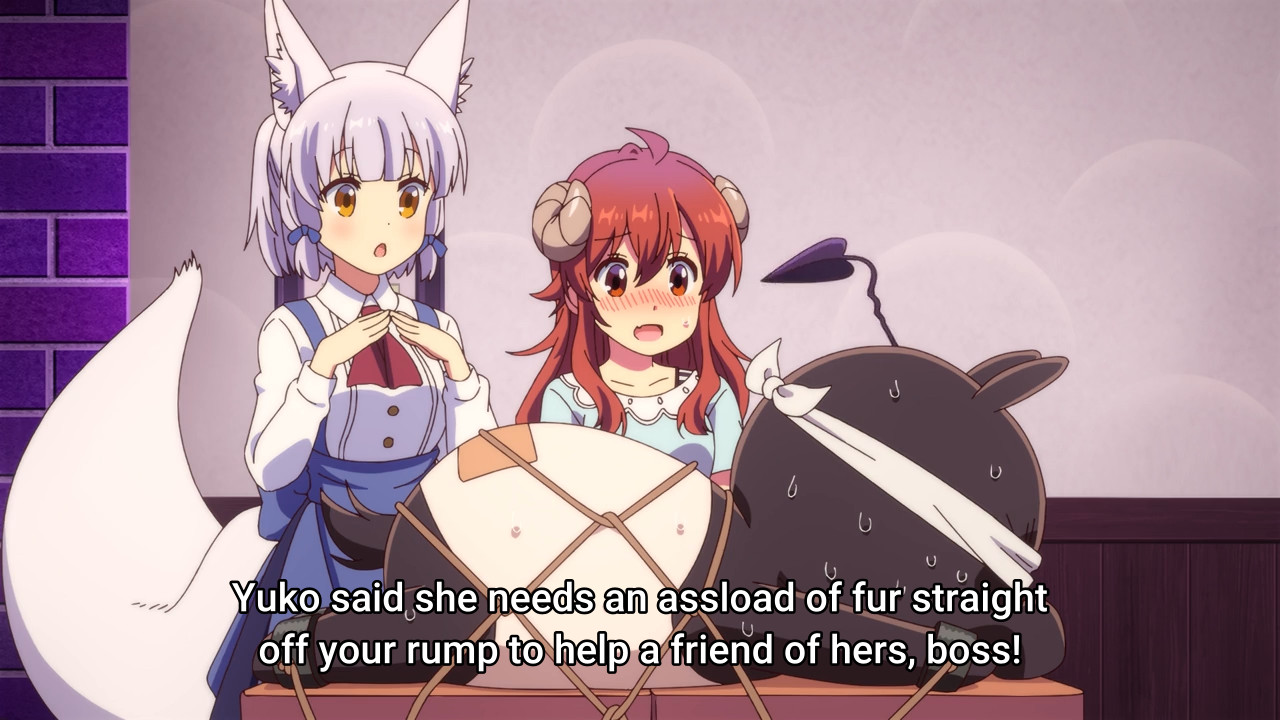 Yuko said she needs an assload of fur straight
off your rump to help a friend of hers, boss!